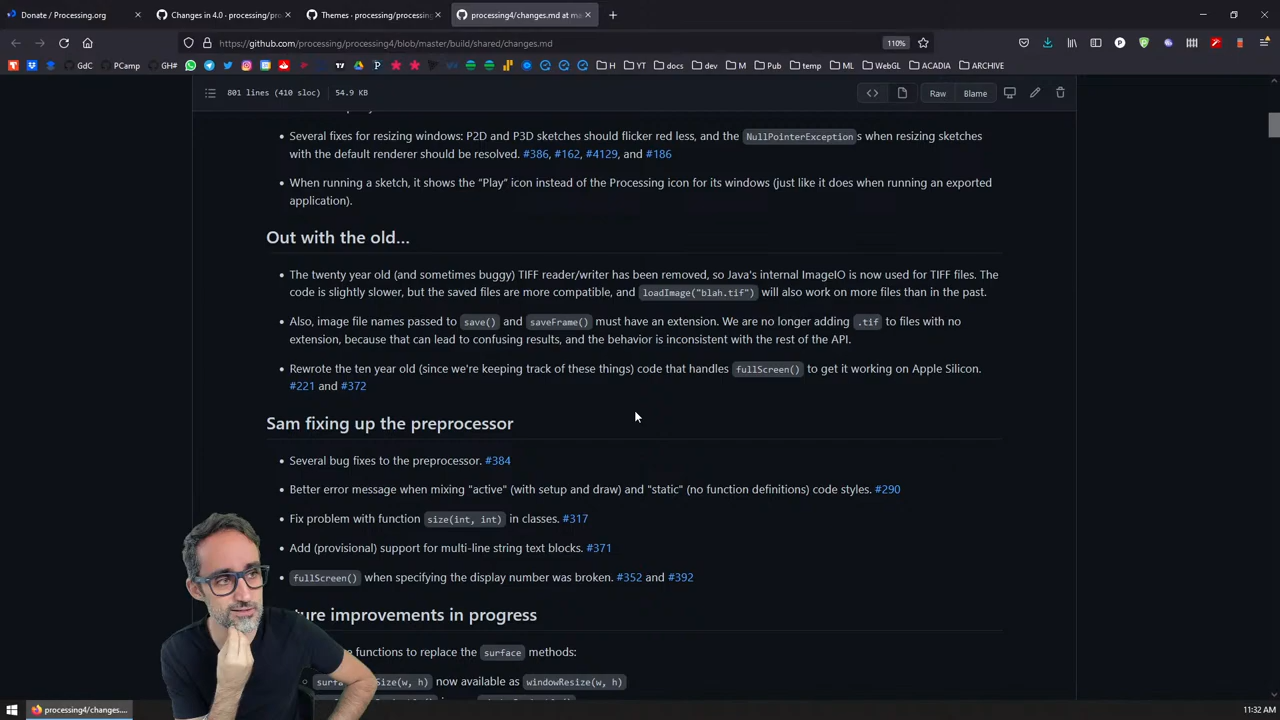 Donate / Processing.org
Changes in 4.0 · processing/pro
Themes · processing/processing
processing4/changes.md at ma
https://github.com/processing/processing4/blob/master/build/shared/changes.md
110%
GdC
PCamp
GH#
H
YT
docs
dev
M
Pub
temp
ML
WebGL
ACADIA
ARCHIVE
801 lines (410 sloc)
54.9 KB
Raw
Blame
• Several fixes for resizing windows: P2D and P3D sketches should flicker red less, and the NullPointerException s when resizing sketches
with the default renderer should be resolved. #386, #162, #4129, and #186
• When running a sketch, it shows the “Play” icon instead of the Processing icon for its windows (just like it does when running an exported
application).
Out with the old...
• The twenty year old (and sometimes buggy) TIFF reader/writer has been removed, so Java's internal ImageIO is now used for TIFF files. The
code is slightly slower, but the saved files are more compatible, and loadImage("blah.tif") will also work on more files than in the past.
• Also, image file names passed to save() and saveFrame() must have an extension. We are no longer adding .tif to files with no
extension, because that can lead to confusing results, and the behavior is inconsistent with the rest of the API.
• Rewrote the ten year old (since we're keeping track of these things) code that handles fullScreen() to get it working on Apple Silicon.
#221 and #372
Sam fixing up the preprocessor
• Several bug fixes to the preprocessor. #384
• Better error message when mixing "active" (with setup and draw) and "static" (no function definitions) code styles. #290
• Fix problem with function size(int, int) in classes. #317
• Add (provisional) support for multi-line string text blocks. #371
• fullScreen() when specifying the display number was broken. #352 and #392
improvements in progress
functions to replace the surface methods:
now available as windowResize(w, h)
processing4/changes....
11:32 AM